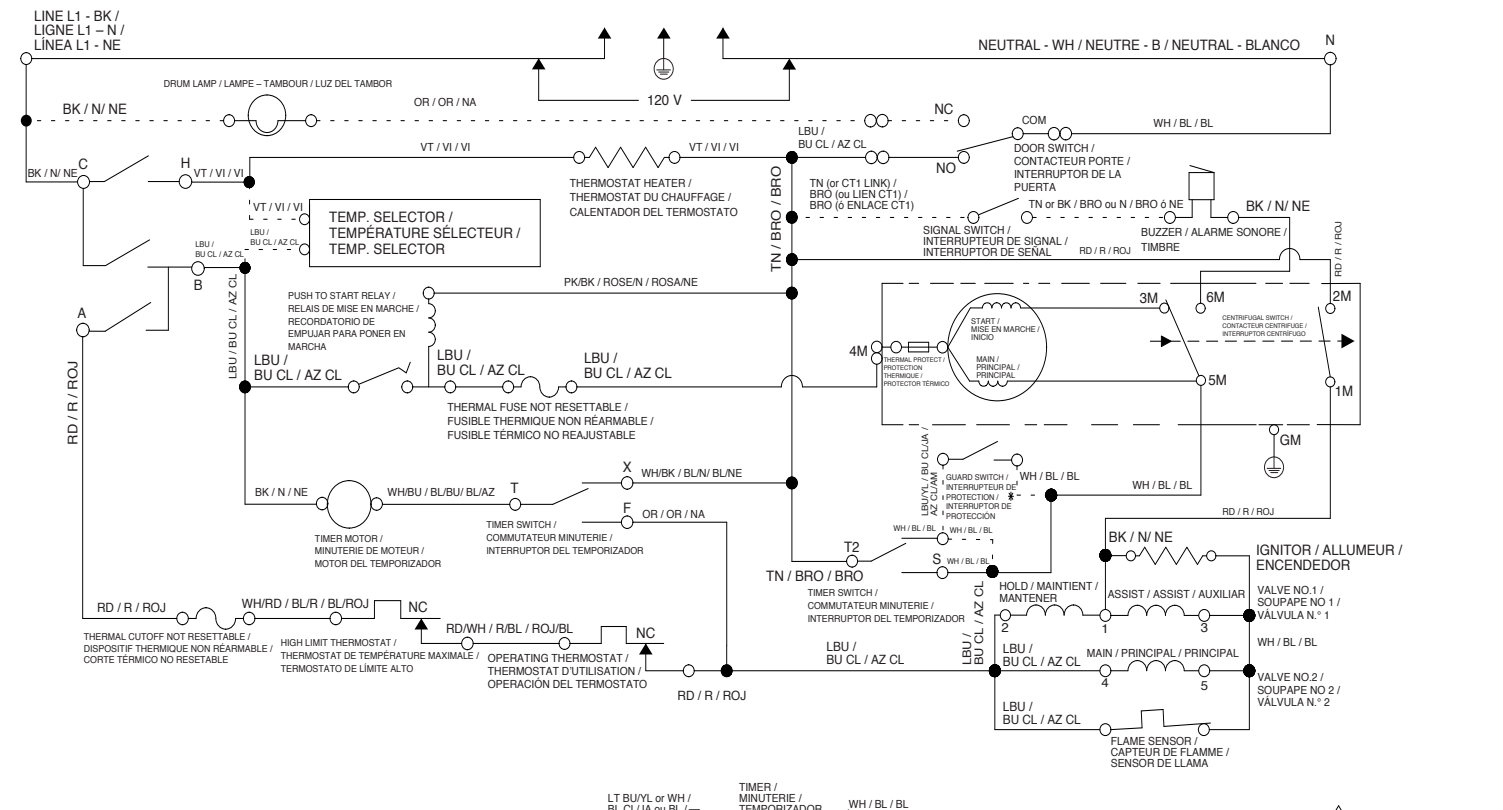 LINE L1 - BK /
LIGNE L1 – N /
LÍNEA L1 - NE
NEUTRAL - WH / NEUTRE - B / NEUTRAL - BLANCO
N
DRUM LAMP / LAMPE – TAMBOUR / LUZ DEL TAMBOR
120 V
BK / N/ NE
OR / OR / NA
NC
COM
WH / BL / BL
LBU /
BU CL / AZ CL
NO
DOOR SWITCH /
CONTACTEUR PORTE /
INTERRUPTOR DE LA
PUERTA
BK / N/ NE
C
H
VT / VI / VI
VT / VI / VI
VT / VI / VI
THERMOSTAT HEATER /
THERMOSTAT DU CHAUFFAGE /
CALENTADOR DEL TERMOSTATO
TN / BRO / BRO
TN (or CT1 LINK) /
BRO (ou LIEN CT1) /
BRO (ó ENLACE CT1)
TN or BK / BRO ou N / BRO ó NE
BK / N/ NE
VT / VI / VI
LBU /
BU CL / AZ CL
TEMP. SELECTOR /
TEMPÉRATURE SÉLECTEUR /
TEMP. SELECTOR
SIGNAL SWITCH /
INTERRUPTEUR DE SIGNAL /
INTERRUPTOR DE SEÑAL
BUZZER / ALARME SONORE /
TIMBRE
RD / R / ROJ
RD / R / ROJ
LBU /
BU CL / AZ CL
B
LBU / BU CL / AZ CL
PUSH TO START RELAY /
RELAIS DE MISE EN MARCHE /
RECORDATORIO DE
EMPUJAR PARA PONER EN
MARCHA
PK/BK / ROSE/N / ROSA/NE
A
RD / R / ROJ
3M
6M
2M
START /
MISE EN MARCHE /
INICIO
CENTRIFUGAL SWITCH /
CONTACTEUR CENTRIFUGE /
INTERRUPTOR CENTRÍFUGO
4M
THERMAL PROTECT /
PROTECTION
THERMIQUE /
PROTECTOR TÉRMICO
MAIN /
PRINCIPAL /
PRINCIPAL
5M
1M
LBU /
BU CL / AZ CL
LBU /
BU CL / AZ CL
LBU /
BU CL / AZ CL
THERMAL FUSE NOT RESETTABLE /
FUSIBLE THERMIQUE NON RÉARMABLE /
FUSIBLE TÉRMICO NO REAJUSTABLE
GM
LBU/YL / BU CL/JA /
AZ CL/AM
GUARD SWITCH /
INTERRUPTEUR DE
PROTECTION /
INTERRUPTOR DE
PROTECCIÓN
*
WH / BL / BL
WH / BL / BL
RD / R / ROJ
BK / N / NE
WH/BU / BL/BU/ BL/AZ
T
X
WH/BK / BL/N/ BL/NE
F
OR / OR / NA
TIMER MOTOR /
MINUTERIE DE MOTEUR /
MOTOR DEL TEMPORIZADOR
TIMER SWITCH /
COMMUTATEUR MINUTERIE /
INTERRUPTOR DEL TEMPORIZADOR
WH / BL / BL
WH / BL / BL
T2
S
WH / BL / BL
TN / BRO / BRO
TIMER SWITCH /
COMMUTATEUR MINUTERIE /
INTERRUPTOR DEL TEMPORIZADOR
LBU /
BU CL / AZ CL
BK / N/ NE
IGNITOR / ALLUMEUR /
ENCENDEDOR
HOLD / MAINTIENT /
MANTENER
ASSIST / ASSIST / AUXILIAR
2
1
3
VALVE NO.1 /
SOUPAPE NO 1 /
VÁLVULA N.° 1
WH / BL / BL
RD / R / ROJ
WH/RD / BL/R / BL/ROJ
NC
THERMAL CUTOFF NOT RESETTABLE /
DISPOSITIF THERMIQUE NON RÉARMABLE /
CORTE TÉRMICO NO RESETABLE
HIGH LIMIT THERMOSTAT /
THERMOSTAT DE TEMPÉRATURE MAXIMALE /
TERMOSTATO DE LÍMITE ALTO
RD/WH / R/BL / ROJ/BL
NC
OPERATING THERMOSTAT /
THERMOSTAT D'UTILISATION /
OPERACIÓN DEL TERMOSTATO
RD / R / ROJ
LBU /
BU CL / AZ CL
LBU /
BU CL / AZ CL
MAIN / PRINCIPAL / PRINCIPAL
4
5
VALVE NO.2 /
SOUPAPE NO 2 /
VÁLVULA N.° 2
LBU /
BU CL / AZ CL
FLAME SENSOR /
CAPTEUR DE FLAMME /
SENSOR DE LLAMA
LT BU/YL or WH /
TIMER /
MINUTERIE /
TEMPORIZADOR
WH / BL / BL